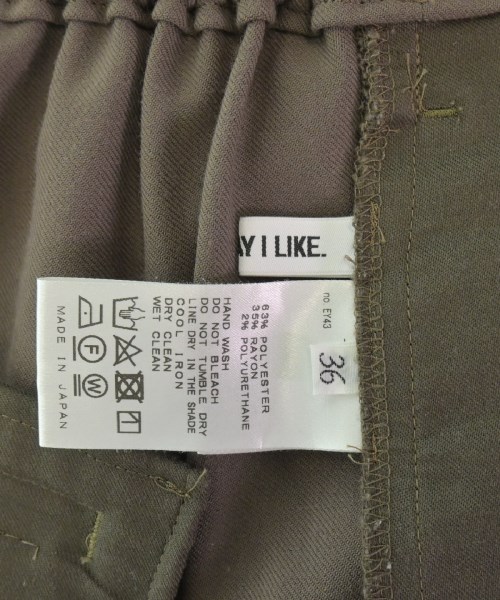 AY I LIKE.
no. EY43
36
63% POLYESTER
35% RAYON
2% POLYURETHANE
HAND WASH
DO NOT BLEACH
DO NOT TUMBLE DRY
LINE DRY IN THE SHADE
COOL IRON
DRY CLEAN
WET CLEAN
F
W
MADE IN JAPAN